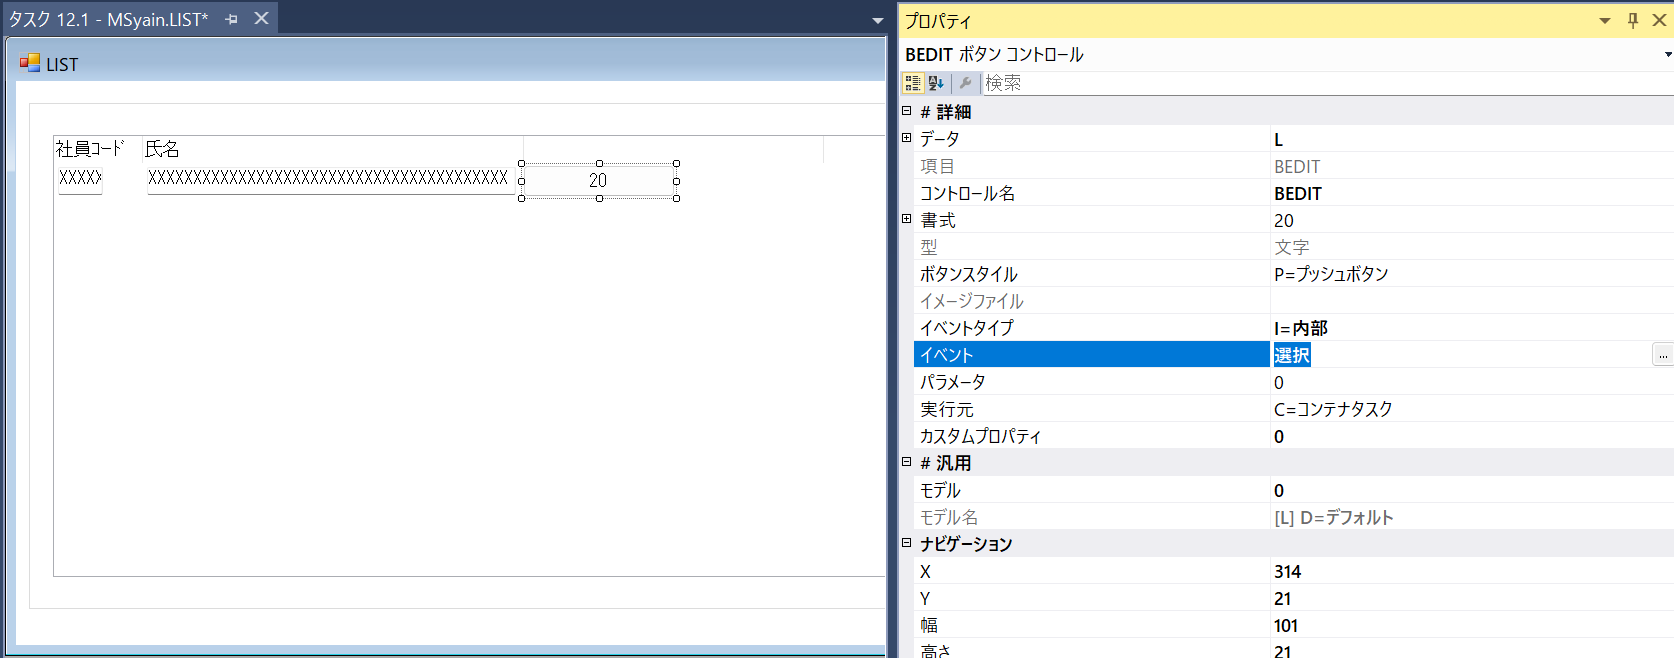 タスク 12.1 - MSyain.LIST*
LIST
社員コード 氏名
XXXXX XXXXXXXXXXXXXXXXXXXXXXXXXXXXXXXXXXXXXXXX 20
プロパティ
BEDIT ボタン コントロール
検索
# 詳細
データ L
項目 BEDIT
コントロール名 BEDIT
書式 20
型 文字
ボタンスタイル P=プッシュボタン
イメージファイル
イベントタイプ I=内部
イベント 選択 ...
パラメータ 0
実行元 C=コンテナタスク
カスタムプロパティ 0
# 汎用
モデル 0
モデル名 [L] D=デフォルト
ナビゲーション
X 314
Y 21
幅 101
高さ 21